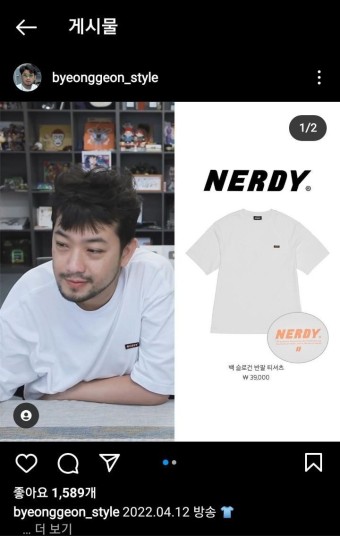 게시물
byeonggeon_style
1/2
NERDY®
NERDY
백 슬로건 반팔 티셔츠
₩ 39,000
좋아요 1,589개
byeonggeon_style 2022.04.12 방송 👕
... 더 보기